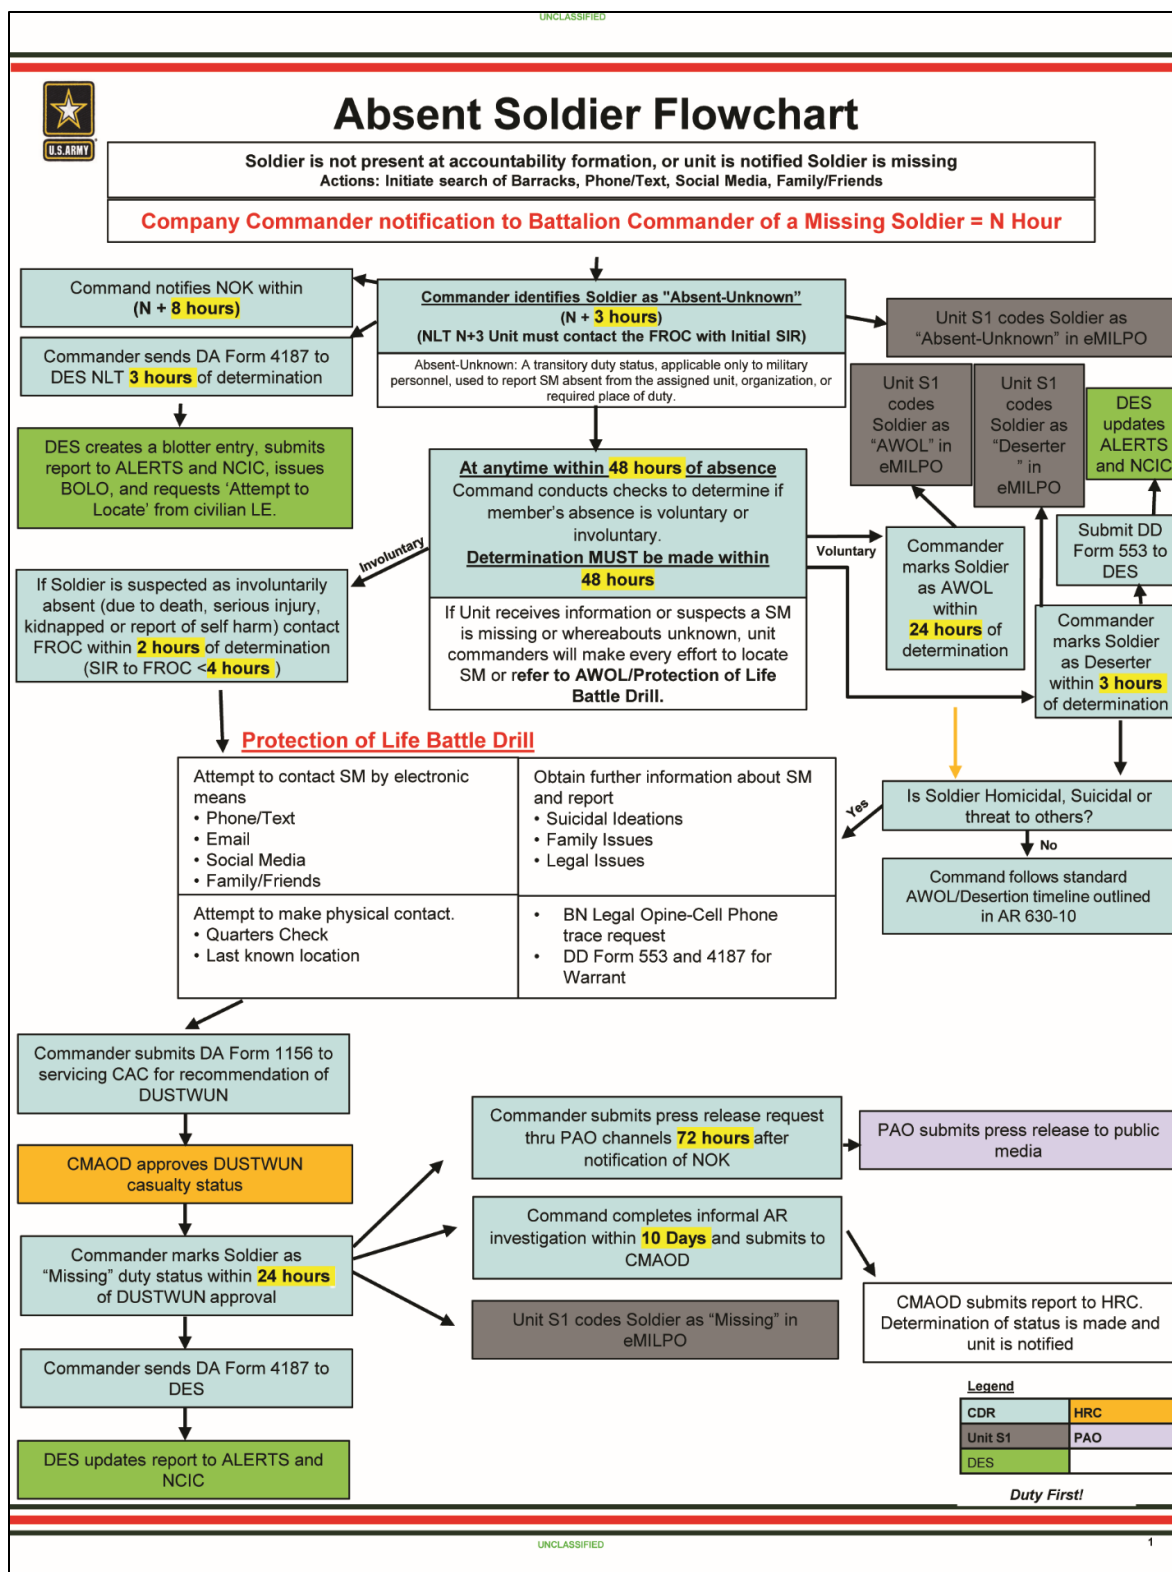 UNCLASSIFIED
U.S.ARMY
Absent Soldier Flowchart
Soldier is not present at accountability formation, or unit is notified Soldier is missing
Actions: Initiate search of Barracks, Phone/Text, Social Media, Family/Friends
Company Commander notification to Battalion Commander of a Missing Soldier = N Hour
Command notifies NOK within
(N + 8 hours)
Commander identifies Soldier as "Absent-Unknown"
(N + 3 hours)
(NLT N+3 Unit must contact the FROC with Initial SIR)
Absent-Unknown: A transitory duty status, applicable only to military
personnel, used to report SM absent from the assigned unit, organization, or
required place of duty.
Unit S1 codes Soldier as
“Absent-Unknown” in eMILPO
Commander sends DA Form 4187 to
DES NLT 3 hours of determination
DES creates a blotter entry, submits
report to ALERTS and NCIC, issues
BOLO, and requests ‘Attempt to
Locate’ from civilian LE.
Unit S1
codes
Soldier as
“AWOL” in
eMILPO
Unit S1
codes
Soldier as
“Deserter
” in
eMILPO
DES
updates
ALERTS
and NCIC
At anytime within 48 hours of absence
Command conducts checks to determine if
member’s absence is voluntary or
involuntary.
Determination MUST be made within
48 hours
If Unit receives information or suspects a SM
is missing or whereabouts unknown, unit
commanders will make every effort to locate
SM or refer to AWOL/Protection of Life
Battle Drill.
Involuntary
Voluntary
Commander
marks Soldier
as AWOL
within
24 hours of
determination
Submit DD
Form 553 to
DES
Commander
marks Soldier
as Deserter
within 3 hours
of determination
If Soldier is suspected as involuntarily
absent (due to death, serious injury,
kidnapped or report of self harm) contact
FROC within 2 hours of determination
(SIR to FROC <4 hours )
Protection of Life Battle Drill
Attempt to contact SM by electronic
means
• Phone/Text
• Email
• Social Media
• Family/Friends
Obtain further information about SM
and report
• Suicidal Ideations
• Family Issues
• Legal Issues
Attempt to make physical contact.
• Quarters Check
• Last known location
• BN Legal Opine-Cell Phone
trace request
• DD Form 553 and 4187 for
Warrant
Is Soldier Homicidal, Suicidal or
threat to others?
Yes
No
Command follows standard
AWOL/Desertion timeline outlined
in AR 630-10
Commander submits DA Form 1156 to
servicing CAC for recommendation of
DUSTWUN
CMAOD approves DUSTWUN
casualty status
Commander marks Soldier as
“Missing” duty status within 24 hours
of DUSTWUN approval
Commander sends DA Form 4187 to
DES
DES updates report to ALERTS and
NCIC
Commander submits press release request
thru PAO channels 72 hours after
notification of NOK
PAO submits press release to public
media
Command completes informal AR
investigation within 10 Days and submits to
CMAOD
Unit S1 codes Soldier as “Missing” in
eMILPO
CMAOD submits report to HRC.
Determination of status is made and
unit is notified
Legend
CDR HRC
Unit S1 PAO
DES
Duty First!
UNCLASSIFIED
1